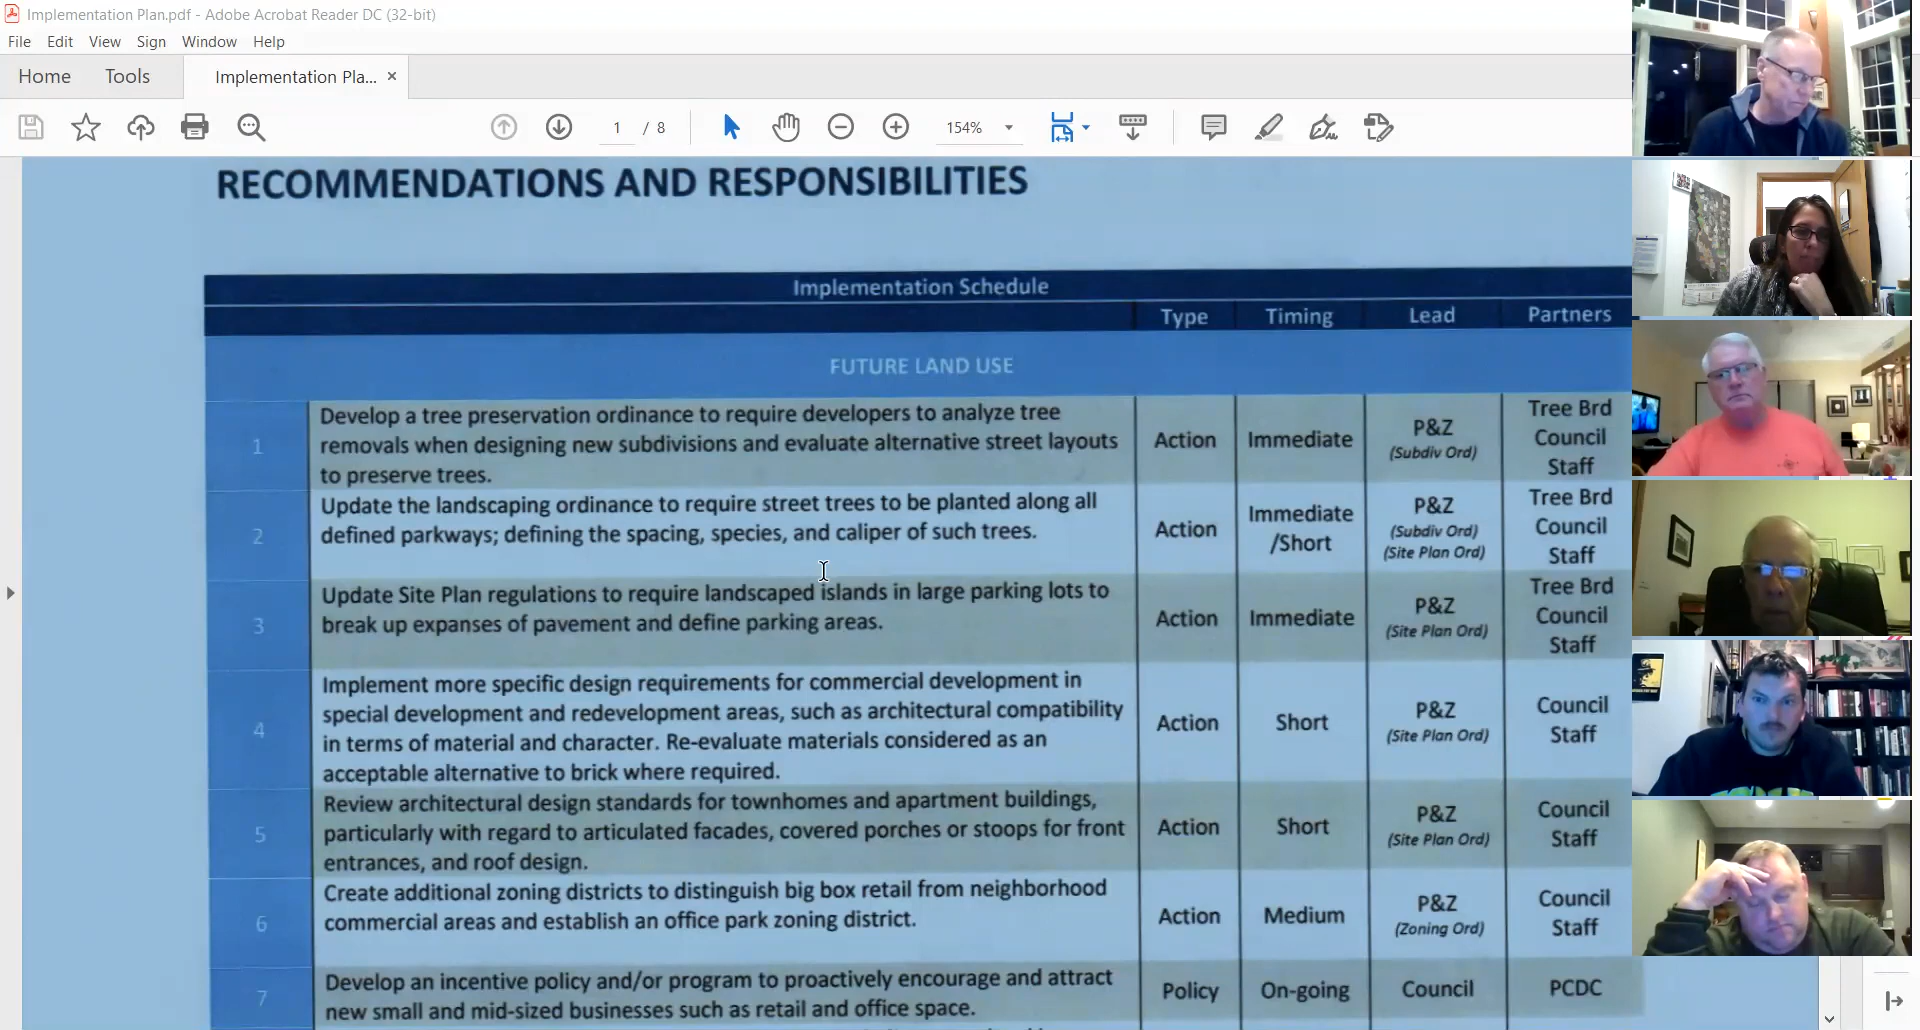 Implementation Plan.pdf - Adobe Acrobat Reader DC (32-bit)
File Edit View Sign Window Help
Home Tools Implementation Pla... ×
1 / 8 154%
RECOMMENDATIONS AND RESPONSIBILITIES
Implementation Schedule
Type Timing Lead Partners
FUTURE LAND USE
1
Develop a tree preservation ordinance to require developers to analyze tree
removals when designing new subdivisions and evaluate alternative street layouts
to preserve trees.
Action
Immediate
P&Z
(Subdiv Ord)
Tree Brd
Council
Staff
2
Update the landscaping ordinance to require street trees to be planted along all
defined parkways; defining the spacing, species, and caliper of such trees.
Action
Immediate
/Short
P&Z
(Subdiv Ord)
(Site Plan Ord)
Tree Brd
Council
Staff
3
Update Site Plan regulations to require landscaped islands in large parking lots to
break up expanses of pavement and define parking areas.
Action
Immediate
P&Z
(Site Plan Ord)
Tree Brd
Council
Staff
4
Implement more specific design requirements for commercial development in
special development and redevelopment areas, such as architectural compatibility
in terms of material and character. Re-evaluate materials considered as an
acceptable alternative to brick where required.
Action
Short
P&Z
(Site Plan Ord)
Council
Staff
5
Review architectural design standards for townhomes and apartment buildings,
particularly with regard to articulated facades, covered porches or stoops for front
entrances, and roof design.
Action
Short
P&Z
(Site Plan Ord)
Council
Staff
6
Create additional zoning districts to distinguish big box retail from neighborhood
commercial areas and establish an office park zoning district.
Action
Medium
P&Z
(Zoning Ord)
Council
Staff
7
Develop an incentive policy and/or program to proactively encourage and attract
new small and mid-sized businesses such as retail and office space.
Policy
On-going
Council
PCDC